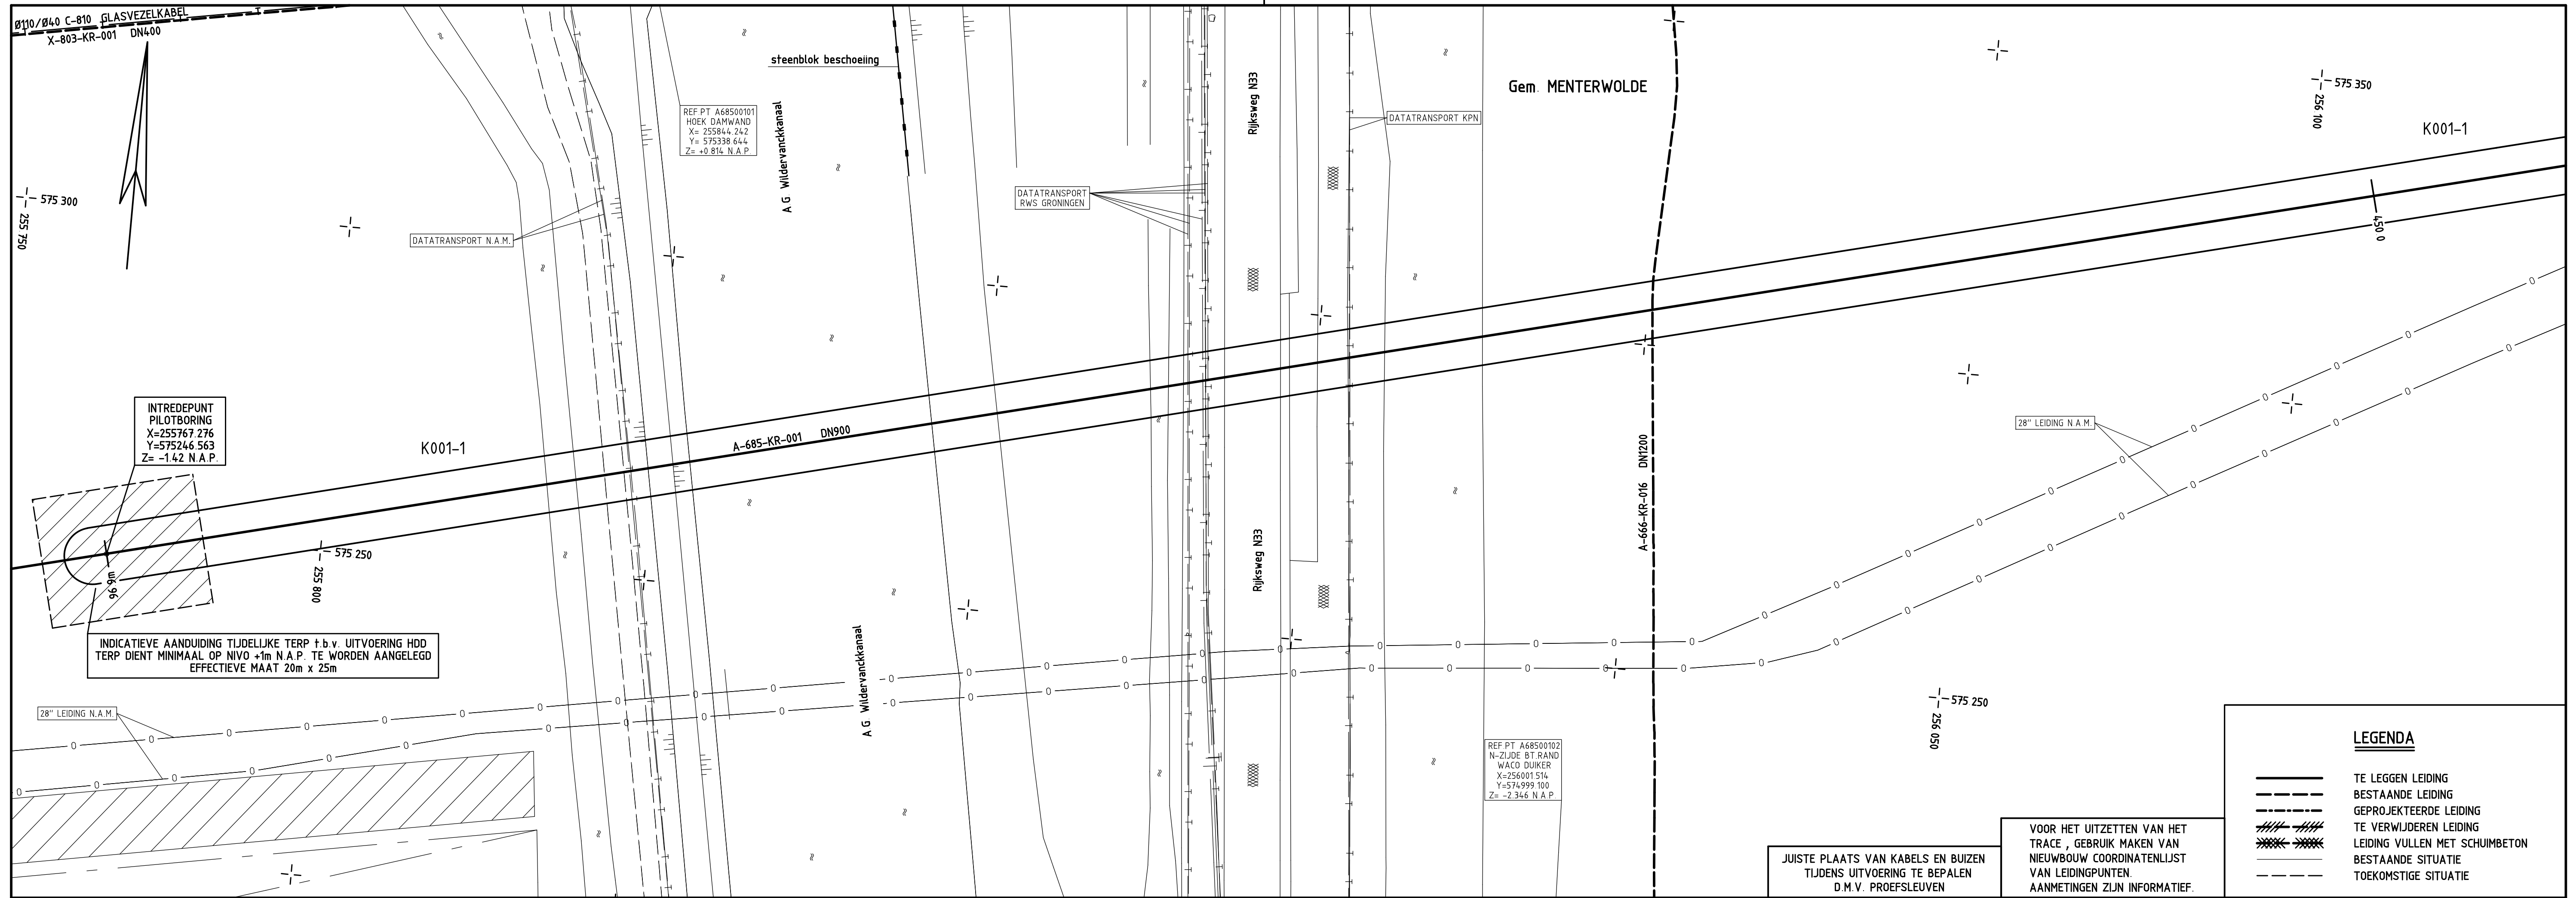 Ø110/Ø40 C-810 GLASVEZELKABEL
X-803-KR-001 DN400
575 300
255 750
DATATRANSPORT N.A.M.
steenblok beschoeiing
REF.PT A68500101
HOEK DAMWAND
X= 255844.242
Y= 575338.644
Z= +0.814 N.A.P.
A G Wildervanckkanaal
DATATRANSPORT
RWS GRONINGEN
Rijksweg N33
DATATRANSPORT KPN
Gem. MENTERWOLDE
575 350
256 100
K001-1
450 0
INTREDEPUNT
PILOTBORING
X=255767.276
Y=575246.563
Z= -1.42 N.A.P.
K001-1
A-685-KR-001 DN900
96.9m
575 250
255 800
INDICATIEVE AANDUIDING TIJDELIJKE TERP t.b.v. UITVOERING HDD
TERP DIENT MINIMAAL OP NIVO +1m N.A.P. TE WORDEN AANGELEGD
EFFECTIEVE MAAT 20m x 25m
28" LEIDING N.A.M.
A G Wildervanckkanaal
Rijksweg N33
A-666-KR-016 DN1200
28" LEIDING N.A.M.
575 250
256 050
REF.PT A68500102
N-ZIJDE BT.RAND
WACO DUIKER
X=256001.514
Y=574999.100
Z= -2.346 N.A.P.
JUISTE PLAATS VAN KABELS EN BUIZEN
TIJDENS UITVOERING TE BEPALEN
D.M.V. PROEFSLEUVEN
VOOR HET UITZETTEN VAN HET
TRACE , GEBRUIK MAKEN VAN
NIEUWBOUW COORDINATENLIJST
VAN LEIDINGPUNTEN.
AANMETINGEN ZIJN INFORMATIEF.
LEGENDA
TE LEGGEN LEIDING
BESTAANDE LEIDING
GEPROJEKTEERDE LEIDING
TE VERWIJDEREN LEIDING
LEIDING VULLEN MET SCHUIMBETON
BESTAANDE SITUATIE
TOEKOMSTIGE SITUATIE